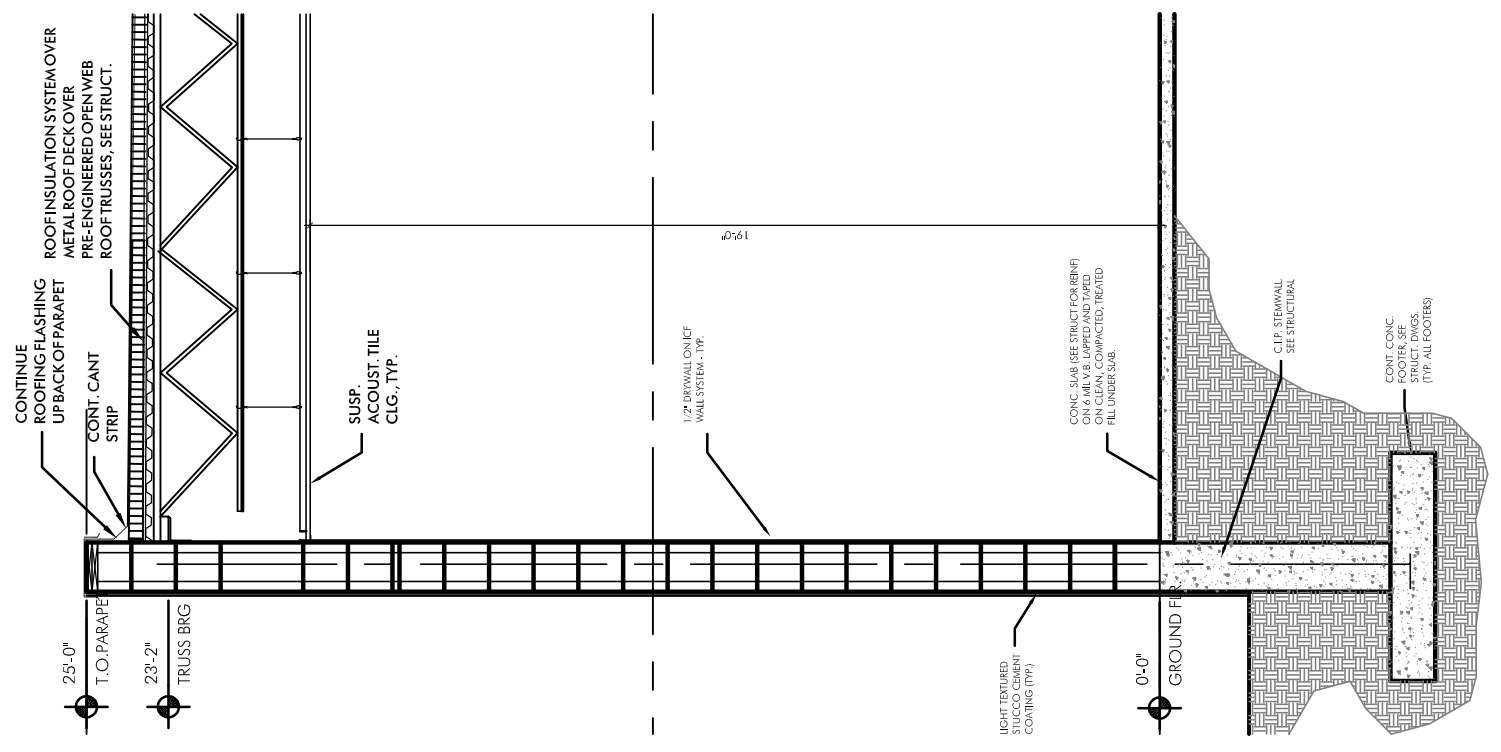 CONTINUE
ROOFING FLASHING
UP BACK OF PARAPET
CONT. CANT
STRIP
ROOF INSULATION SYSTEM OVER
METAL ROOF DECK OVER
PRE-ENGINEERED OPEN WEB
ROOF TRUSSES, SEE STRUCT.
SUSP.
ACOUST. TILE
CLG., TYP.
19'-0"
1/2" DRYWALL ON ICF
WALL SYSTEM - TYP.
CONC. SLAB (SEE STRUCT FOR REINF)
ON 6 MIL V.B. LAPPED AND TAPED
ON CLEAN, COMPACTED, TREATED
FILL UNDER SLAB.
C.I.P. STEMWALL
SEE STRUCTURAL
CONT. CONC.
FOOTER, SEE
STRUCT. DWGS.
(TYP. ALL FOOTERS)
25'-0"
T.O.PARAPET
23'-2"
TRUSS BRG
LIGHT TEXTURED
STUCCO CEMENT
COATING (TYP.)
0'-0"
GROUND FLR